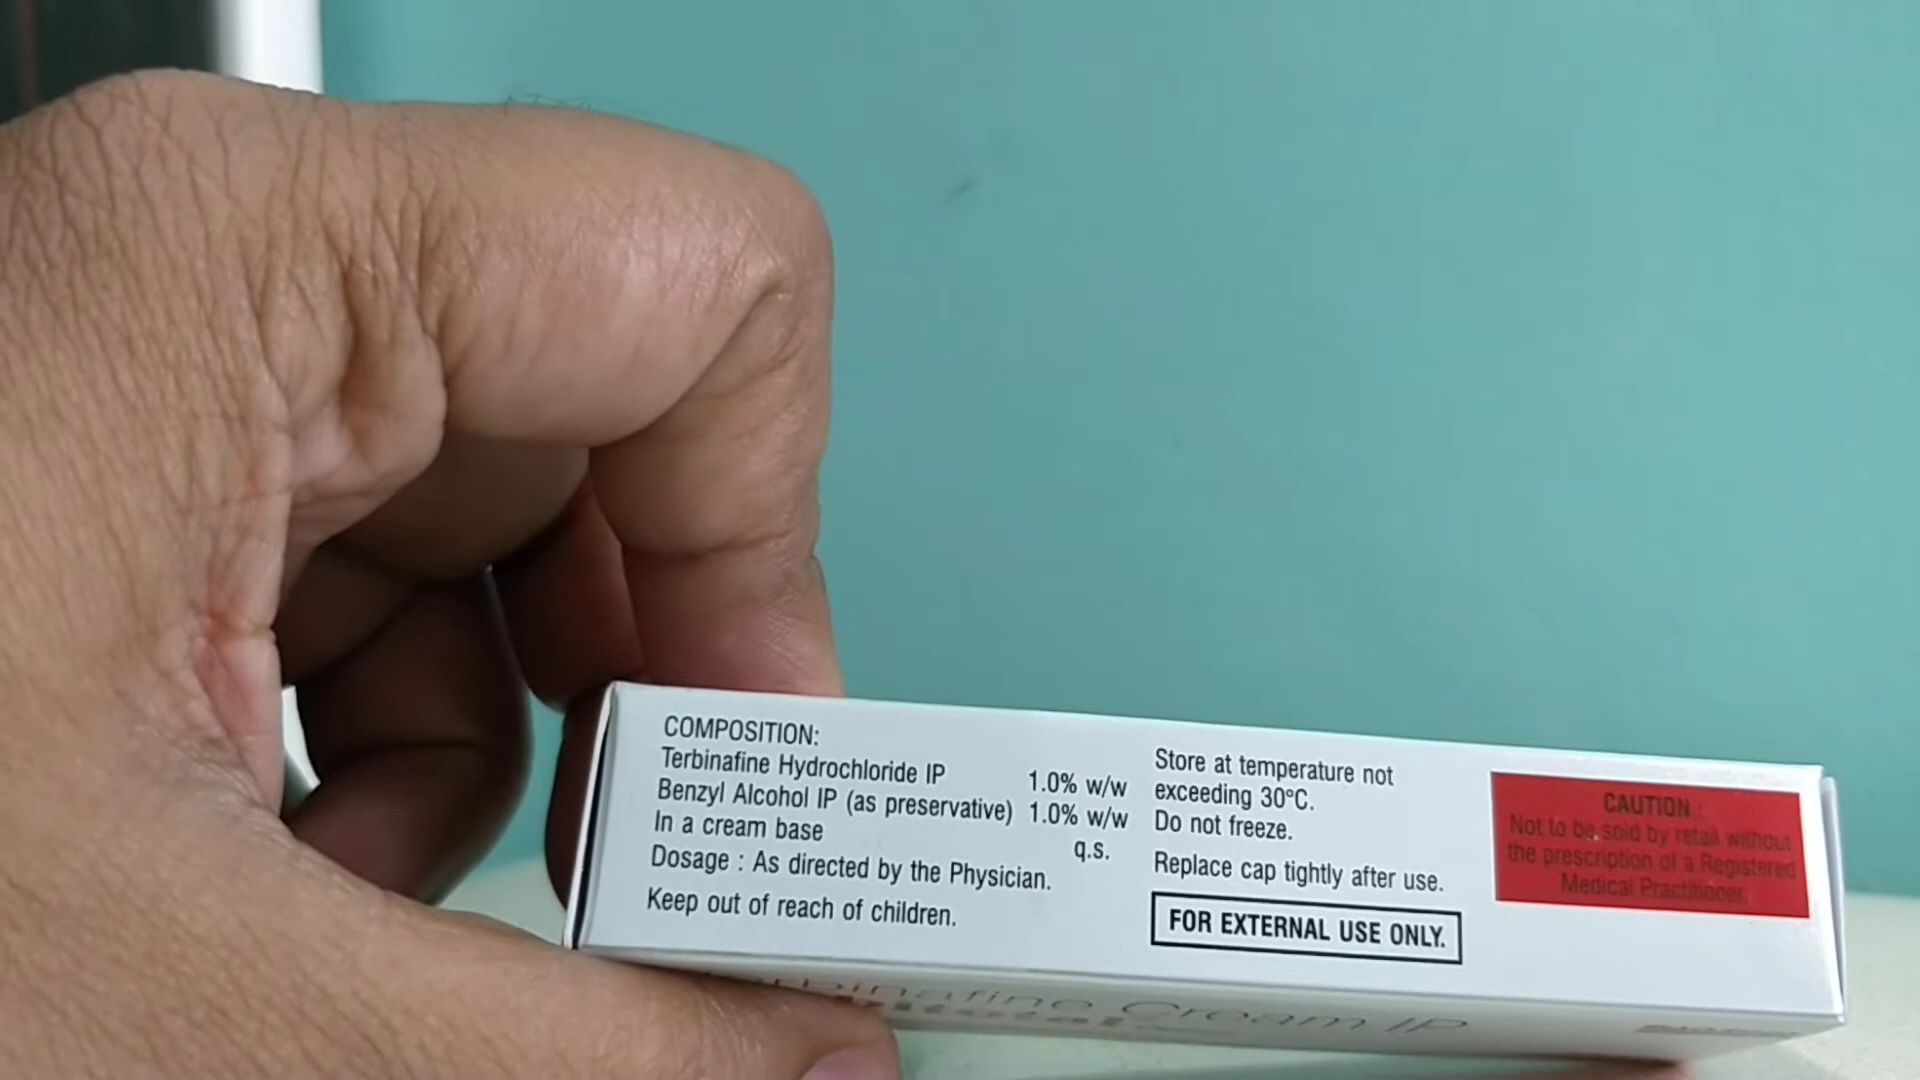 COMPOSITION:
Terbinafine Hydrochloride IP 1.0% w/w
Benzyl Alcohol IP (as preservative) 1.0% w/w
In a cream base q.s.
Dosage : As directed by the Physician.
Keep out of reach of children.
Store at temperature not
exceeding 30°C.
Do not freeze.
Replace cap tightly after use.
FOR EXTERNAL USE ONLY.
CAUTION :
Not to be sold by retail without
the prescription of a Registered
Medical Practitioner.
Cream IP